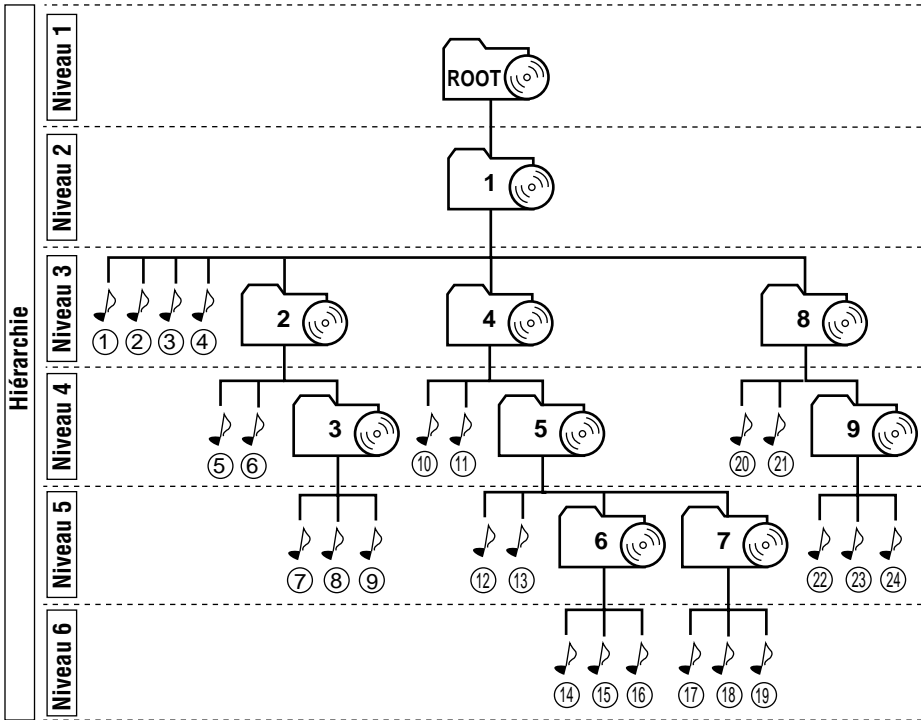 Hiérarchie
Niveau 1
ROOT
Niveau 2
1
Niveau 3
① ② ③ ④ 2 4 8
Niveau 4
⑤ ⑥ 3 ⑩ ⑪ 5 ⑳ ㉑ 9
Niveau 5
⑦ ⑧ ⑨ ⑫ ⑬ 6 7 ㉒ ㉓ ㉔
Niveau 6
⑭ ⑮ ⑯ ⑰ ⑱ ⑲